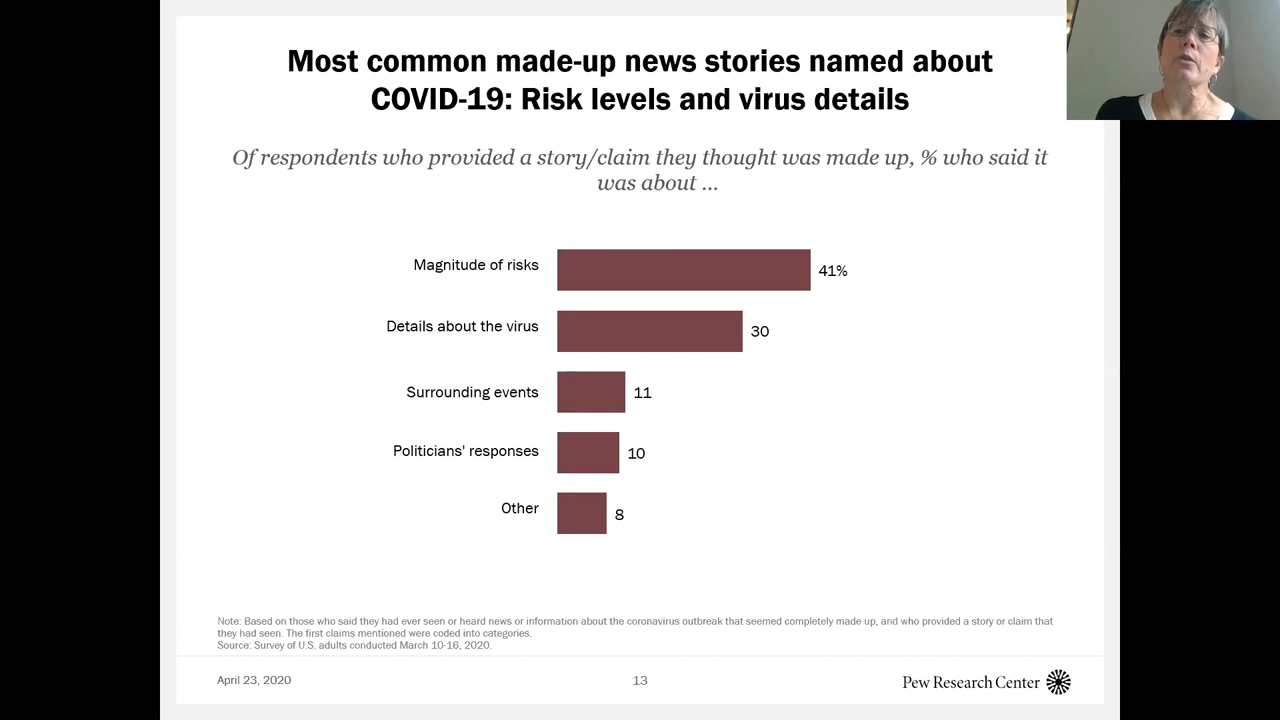 Most common made-up news stories named about
COVID-19: Risk levels and virus details
Of respondents who provided a story/claim they thought was made up, % who said it
was about ...
Magnitude of risks 41%
Details about the virus 30
Surrounding events 11
Politicians' responses 10
Other 8
Note: Based on those who said they had ever seen or heard news or information about the coronavirus outbreak that seemed completely made up, and who provided a story or claim that
they had seen. The first claims mentioned were coded into categories.
Source: Survey of U.S. adults conducted March 10-16, 2020.
April 23, 2020 13 Pew Research Center